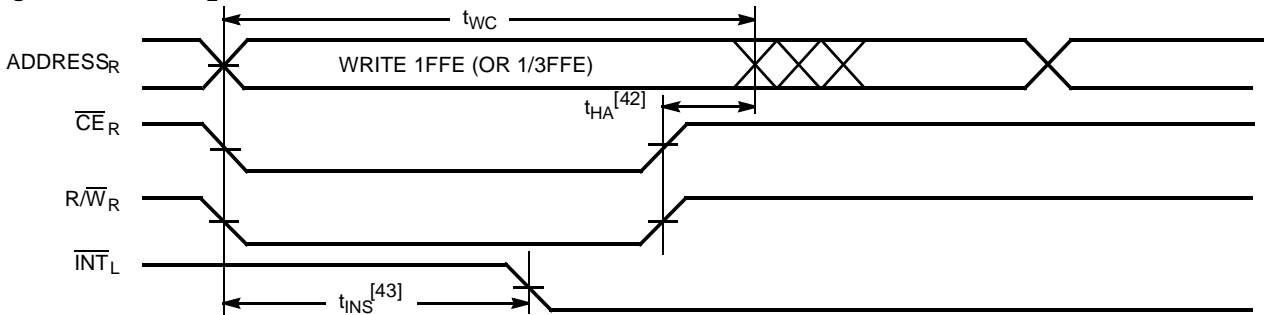 tWC
ADDRESSR
WRITE 1FFE (OR 1/3FFE)
tHA[42]
CER
R/WR
INTL
tINS[43]